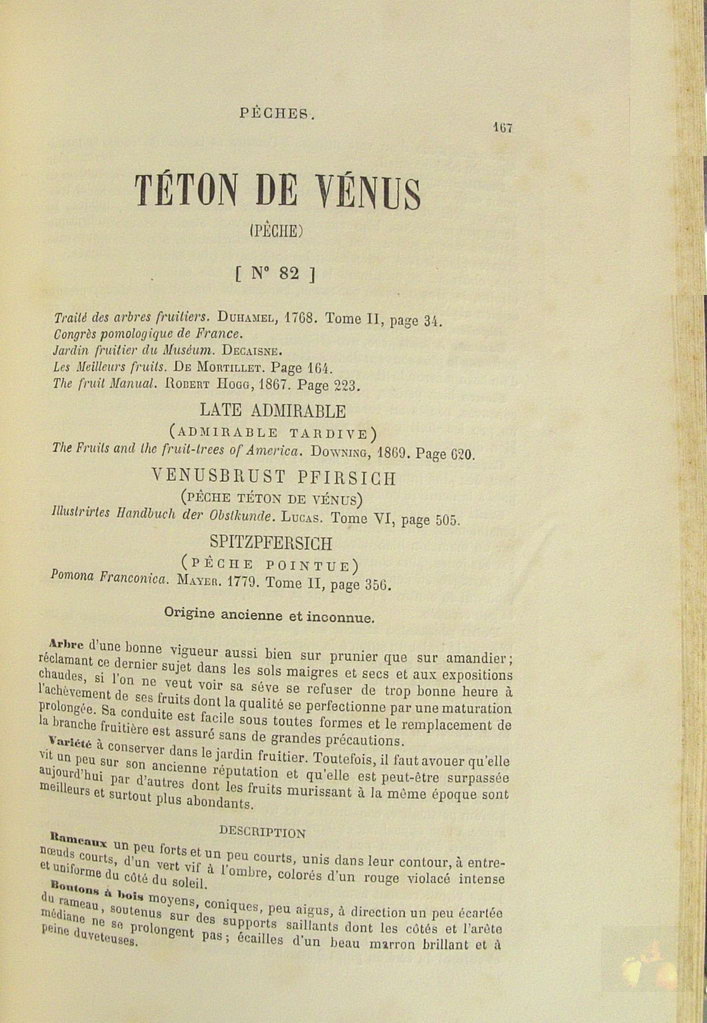 PÊCHES.
167
TÉTON DE VÉNUS
(PÊCHE)
[ N° 82 ]
Traité des arbres fruitiers. DUHAMEL, 1768. Tome II, page 34.
Congrès pomologique de France.
Jardin fruitier du Muséum. DECAISNE.
Les Meilleurs fruits. DE MORTILLET. Page 164.
The fruit Manual. ROBERT HOGG, 1867. Page 223.
LATE ADMIRABLE
(ADMIRABLE TARDIVE)
The Fruits and the fruit-trees of America. DOWNING, 1869. Page 620.
VENUSBRUST PFIRSICH
(PÊCHE TÉTON DE VÉNUS)
Illustrirtes Handbuch der Obstkunde. LUCAS. Tome VI, page 505.
SPITZPFERSICH
(PÊCHE POINTUE)
Pomona Franconica. MAYER. 1779. Tome II, page 356.
Origine ancienne et inconnue.
Arbre d'une bonne vigueur aussi bien sur prunier que sur amandier;
réclamant ce dernier sujet dans les sols maigres et secs et aux expositions
chaudes, si l'on ne veut voir sa séve se refuser de trop bonne heure à
l'achèvement de ses fruits dont la qualité se perfectionne par une maturation
prolongée. Sa conduite est facile sous toutes formes et le remplacement de
la branche fruitière est assuré sans de grandes précautions.
Variété à conserver dans le jardin fruitier. Toutefois, il faut avouer qu'elle
vit un peu sur son ancienne réputation et qu'elle est peut-être surpassée
aujourd'hui par d'autres dont les fruits murissant à la même époque sont
meilleurs et surtout plus abondants.
DESCRIPTION
Rameaux un peu forts et un peu courts, unis dans leur contour, à entre-
nœuds courts, d'un vert vif à l'ombre, colorés d'un rouge violacé intense
et uniforme du côté du soleil.
Boutons à bois moyens, coniques, peu aigus, à direction un peu écartée
du rameau, soutenus sur des supports saillants dont les côtés et l'arête
médiane ne se prolongent pas; écailles d'un beau marron brillant et à
peine duveteuses.